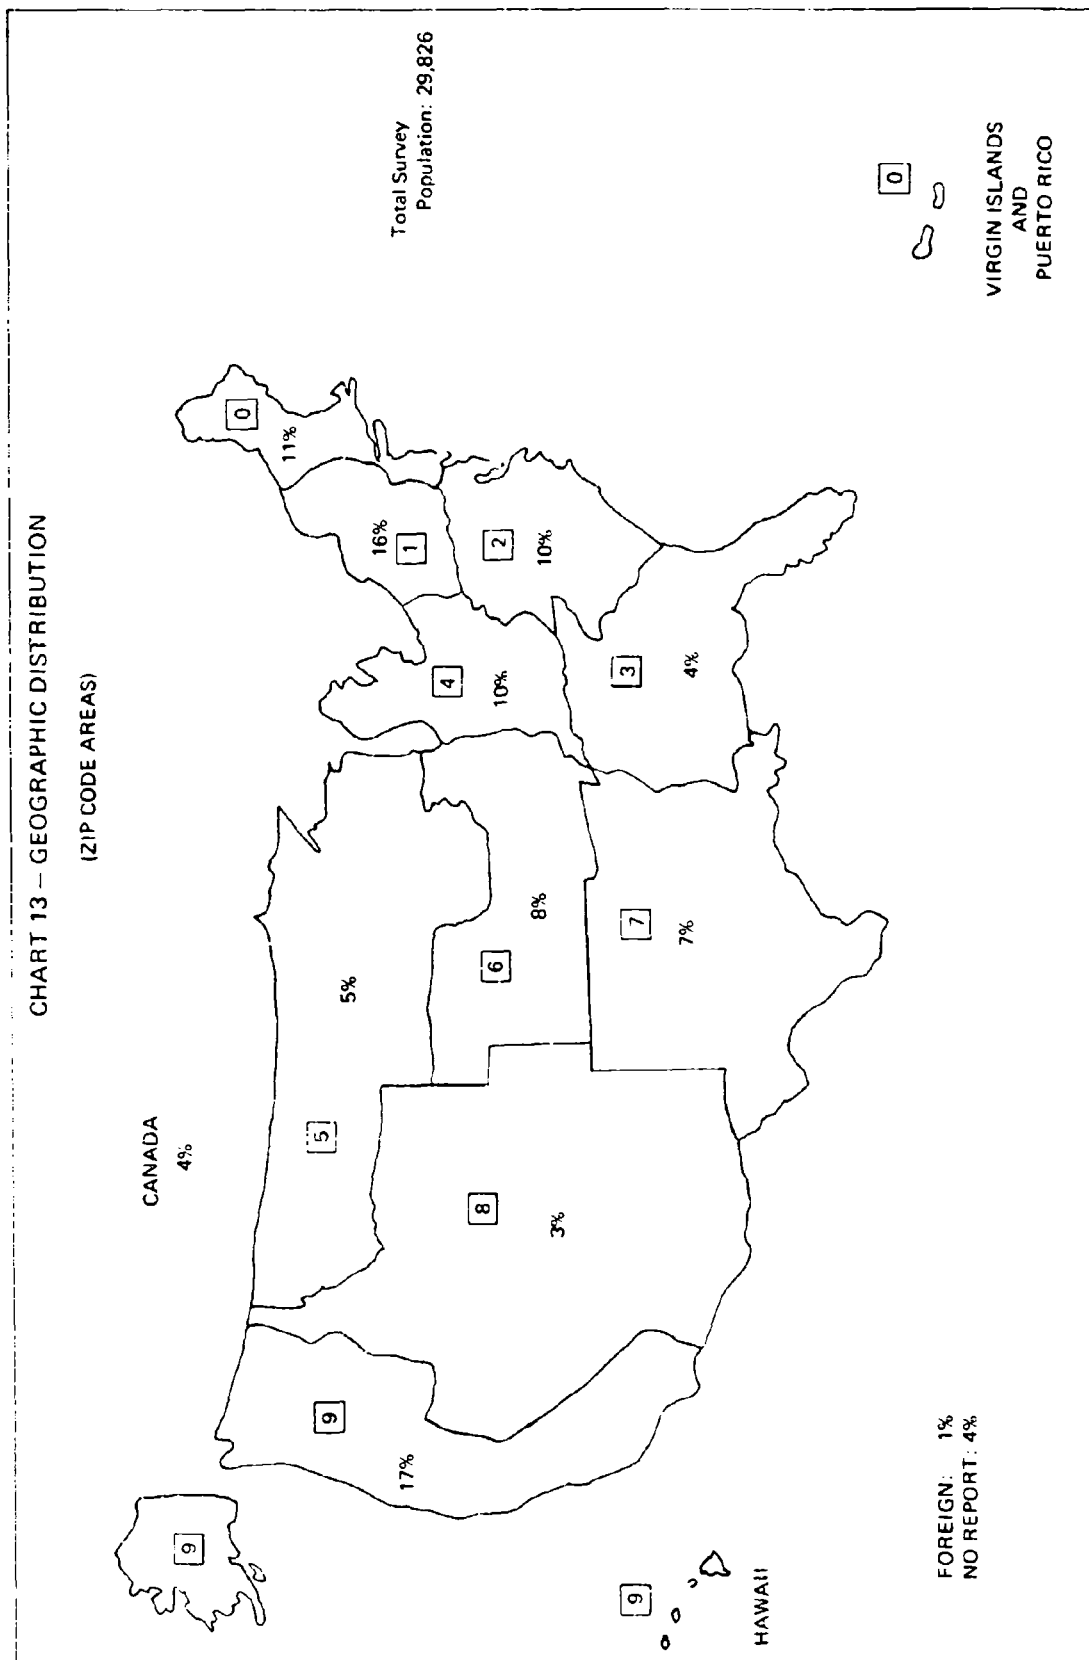 CHART 13 – GEOGRAPHIC DISTRIBUTION
(ZIP CODE AREAS)
CANADA
4%
Total Survey
Population: 29,826
9
9
17%
5
5%
8
3%
6
8%
7
7%
4
10%
3
4%
1
16%
2
10%
0
11%
9
HAWAII
0
VIRGIN ISLANDS
AND
PUERTO RICO
FOREIGN: 1%
NO REPORT: 4%